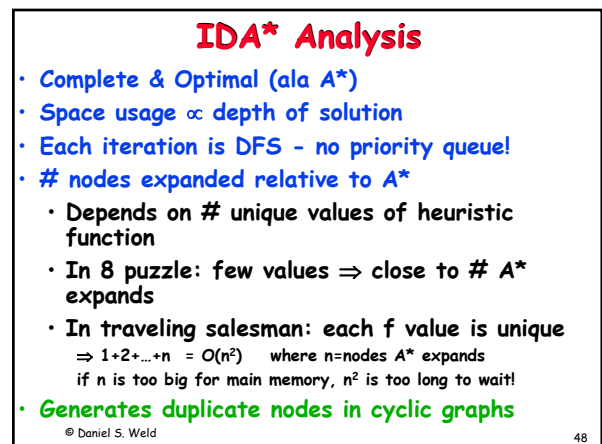 IDA* Analysis
• Complete & Optimal (ala A*)
• Space usage ∝ depth of solution
• Each iteration is DFS - no priority queue!
• # nodes expanded relative to A*
• Depends on # unique values of heuristic
function
• In 8 puzzle: few values ⇒ close to # A*
expands
• In traveling salesman: each f value is unique
⇒ 1+2+…+n = O(n²) where n=nodes A* expands
if n is too big for main memory, n² is too long to wait!
• Generates duplicate nodes in cyclic graphs
© Daniel S. Weld
48